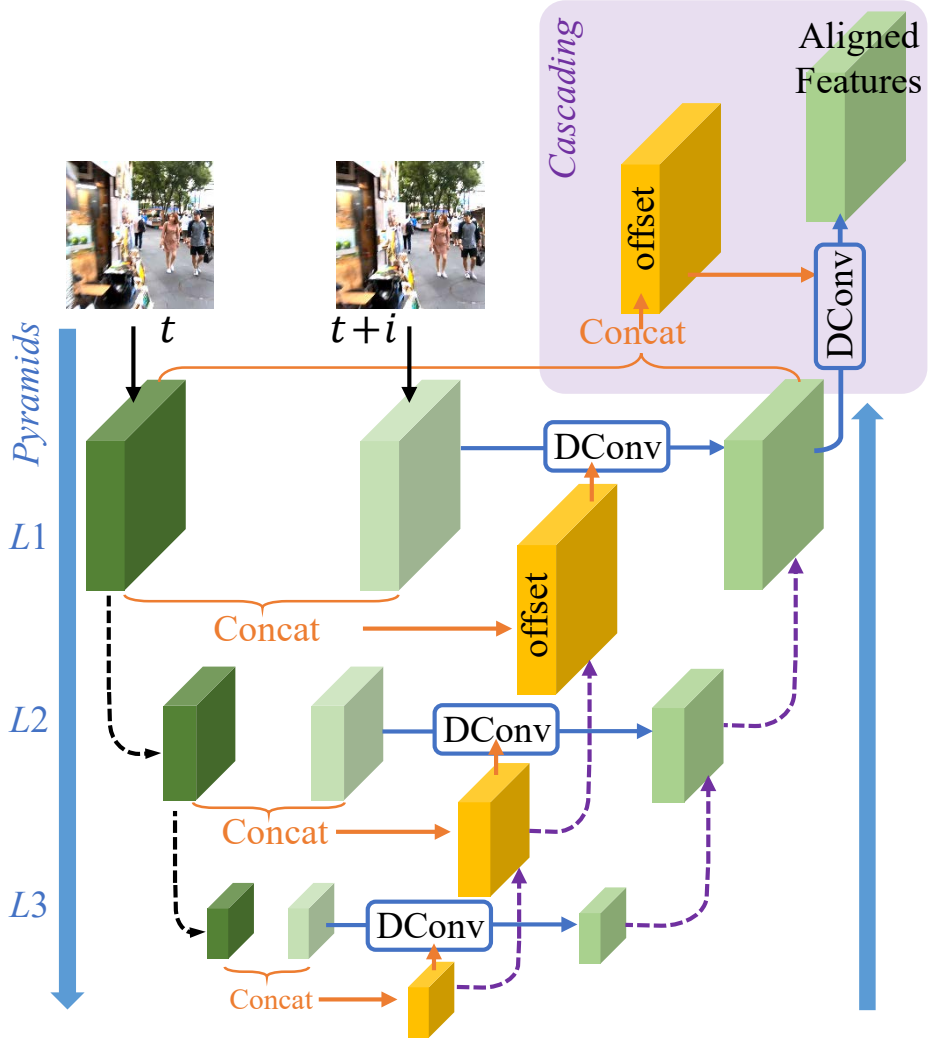 Cascading
Aligned
Features
offset
DConv
Concat
t
t+i
Pyramids
DConv
L1
offset
Concat
L2
DConv
Concat
L3
DConv
Concat